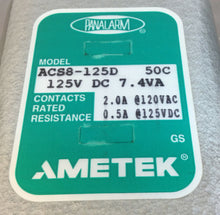 PANALARM
MODEL
ACS8-125D 50C
125V DC 7.4VA
CONTACTS 2.0A @120VAC
RATED
RESISTANCE 0.5A @125VDC
GS
AMETEK